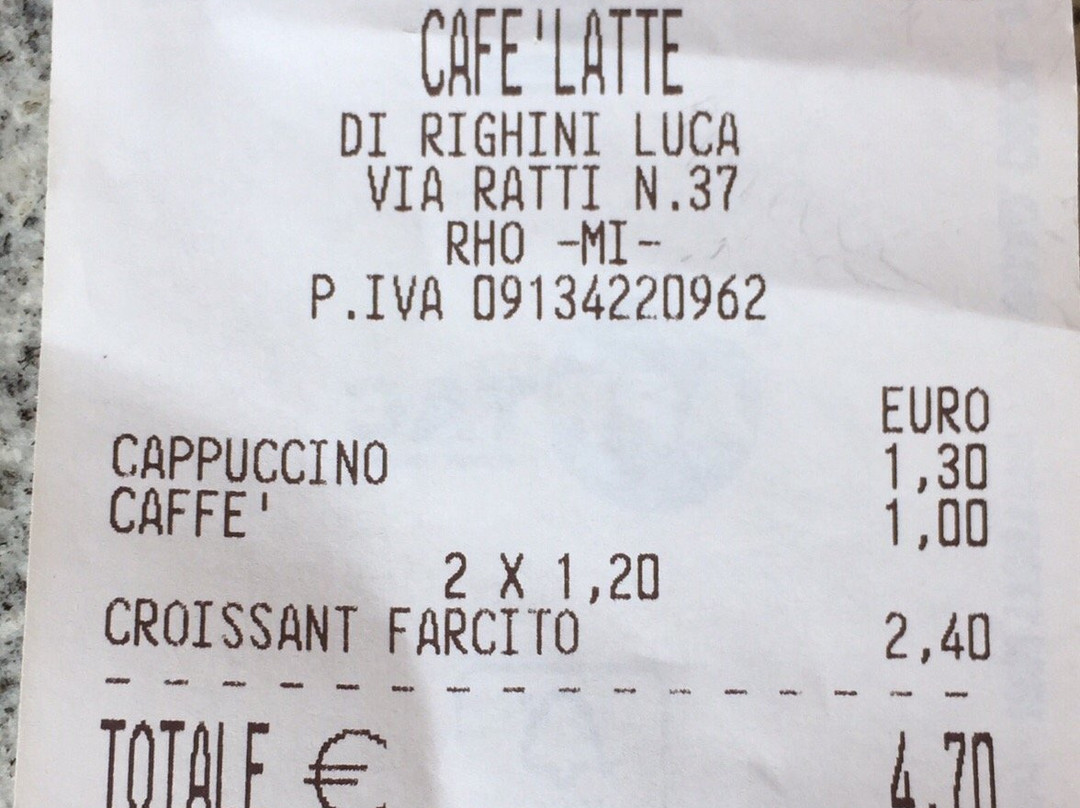 CAFE'LATTE
DI RIGHINI LUCA
VIA RATTI N.37
RHO -MI-
P.IVA 09134220962
EURO
CAPPUCCINO 1,30
CAFFE' 1,00
2 X 1,20
CROISSANT FARCITO 2,40
TOTALE € 4,70